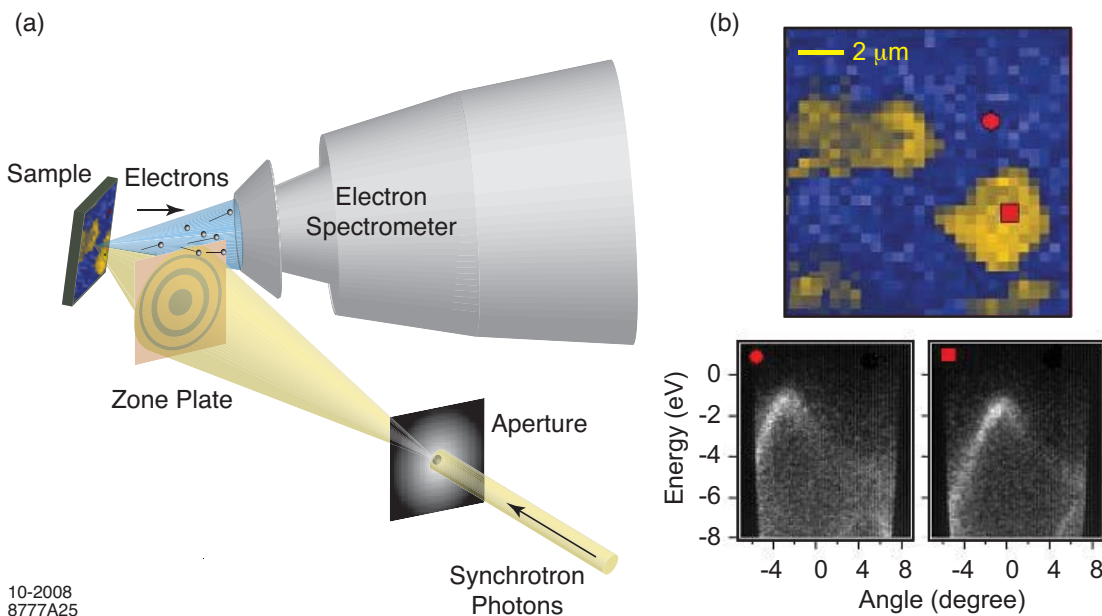 (a)
Sample
Electrons
Electron
Spectrometer
Zone Plate
Aperture
Synchrotron
Photons
10-2008
8777A25
(b)
2 μm
Energy (eV)
0
-2
-4
-6
-8
-4 0 4 8
-4 0 4 8
Angle (degree)